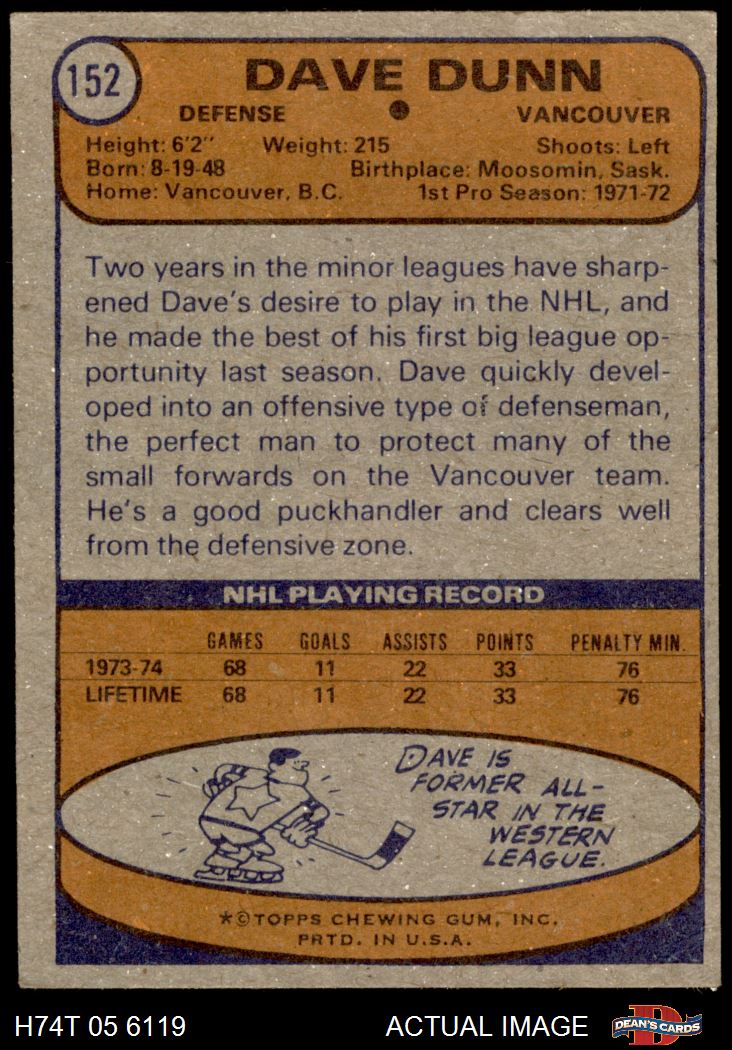 152
DAVE DUNN
DEFENSE ● VANCOUVER
Height: 6'2" Weight: 215 Shoots: Left
Born: 8-19-48 Birthplace: Moosomin, Sask.
Home: Vancouver, B.C. 1st Pro Season: 1971-72
Two years in the minor leagues have sharp-
ened Dave's desire to play in the NHL, and
he made the best of his first big league op-
portunity last season. Dave quickly devel-
oped into an offensive type of defenseman,
the perfect man to protect many of the
small forwards on the Vancouver team.
He's a good puckhandler and clears well
from the defensive zone.
NHL PLAYING RECORD
GAMES GOALS ASSISTS POINTS PENALTY MIN.
1973-74 68 11 22 33 76
LIFETIME 68 11 22 33 76
DAVE IS
FORMER ALL-
STAR IN THE
WESTERN
LEAGUE.
*©TOPPS CHEWING GUM, INC.
PRTD. IN U.S.A.
H74T 05 6119 ACTUAL IMAGE DEAN'S CARDS